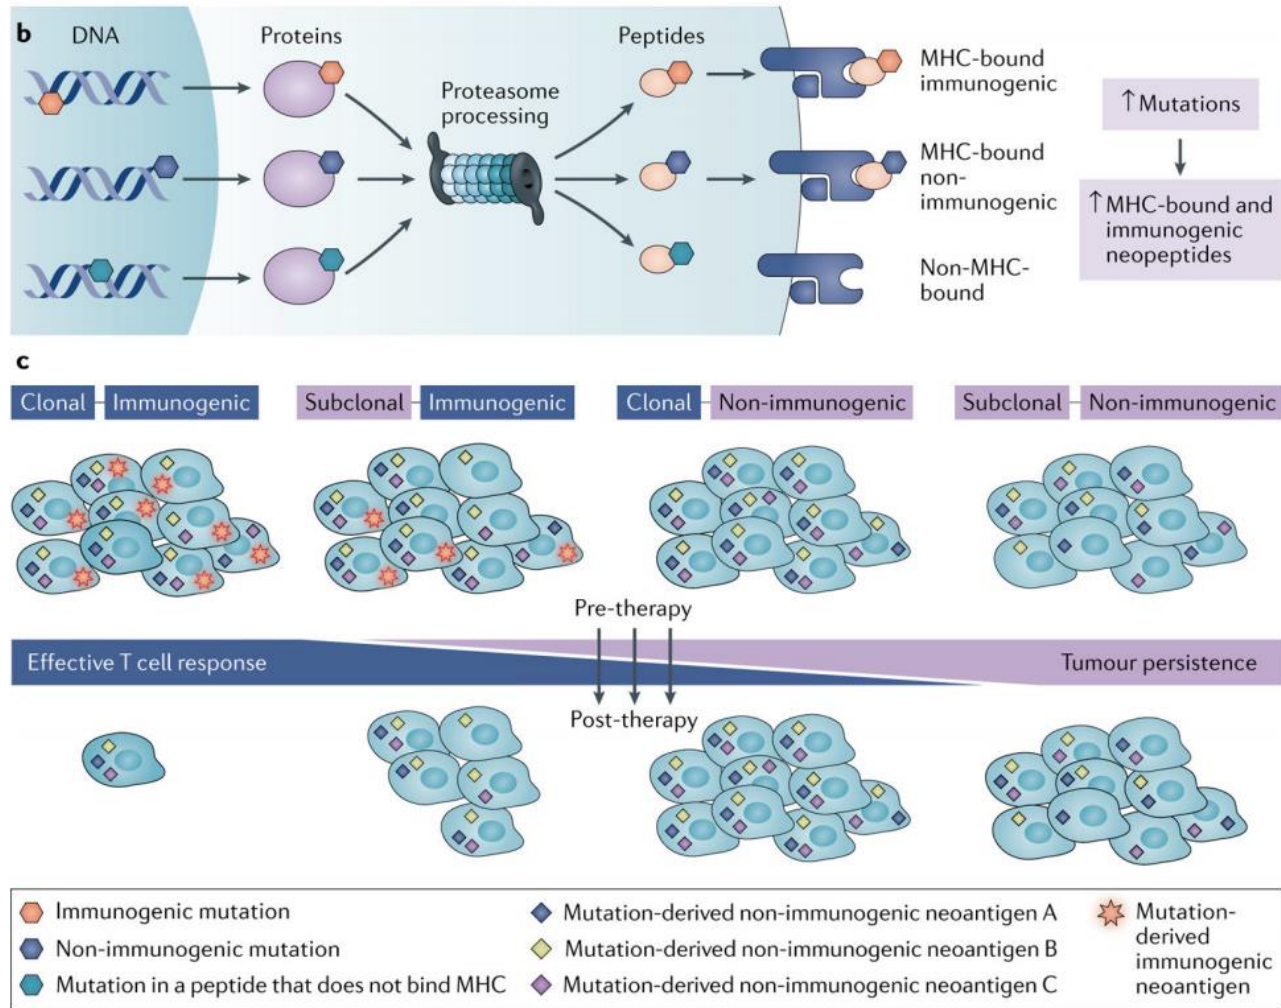 b
DNA
Proteins
Peptides
Proteasome
processing
MHC-bound
immunogenic
MHC-bound
non-
immunogenic
Non-MHC-
bound
↑Mutations
↑MHC-bound and
immunogenic
neopeptides
c
Clonal Immunogenic
Subclonal Immunogenic
Clonal Non-immunogenic
Subclonal Non-immunogenic
Pre-therapy
Effective T cell response
Tumour persistence
Post-therapy
Immunogenic mutation
Non-immunogenic mutation
Mutation in a peptide that does not bind MHC
Mutation-derived non-immunogenic neoantigen A
Mutation-derived non-immunogenic neoantigen B
Mutation-derived non-immunogenic neoantigen C
Mutation-
derived
immunogenic
neoantigen